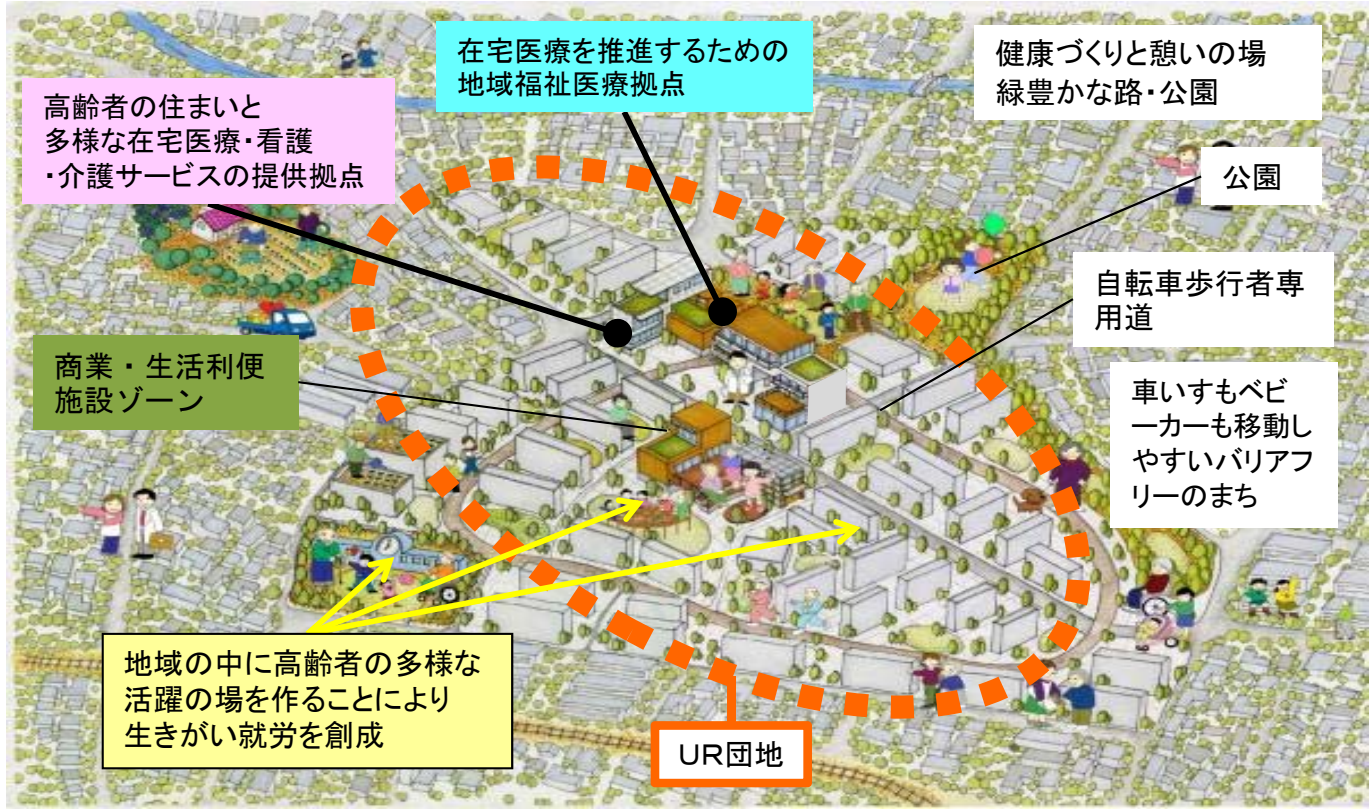 在宅医療を推進するための
地域福祉医療拠点
健康づくりと憩いの場
緑豊かな路・公園
高齢者の住まいと
多様な在宅医療・看護
・介護サービスの提供拠点
公園
自転車歩行者専
用道
商業・生活利便
施設ゾーン
車いすもベビ
ーカーも移動し
やすいバリアフ
リーのまち
地域の中に高齢者の多様な
活躍の場を作ることにより
生きがい就労を創成
UR団地